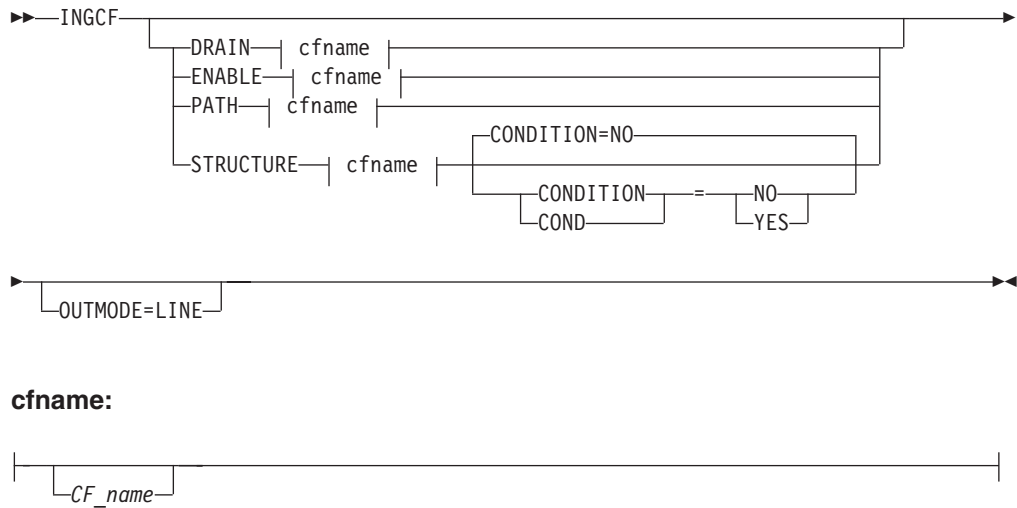 INGCF
DRAIN cfname
ENABLE cfname
PATH cfname
CONDITION=NO
STRUCTURE cfname
CONDITION = NO
COND YES
OUTMODE=LINE
cfname:
CF_name